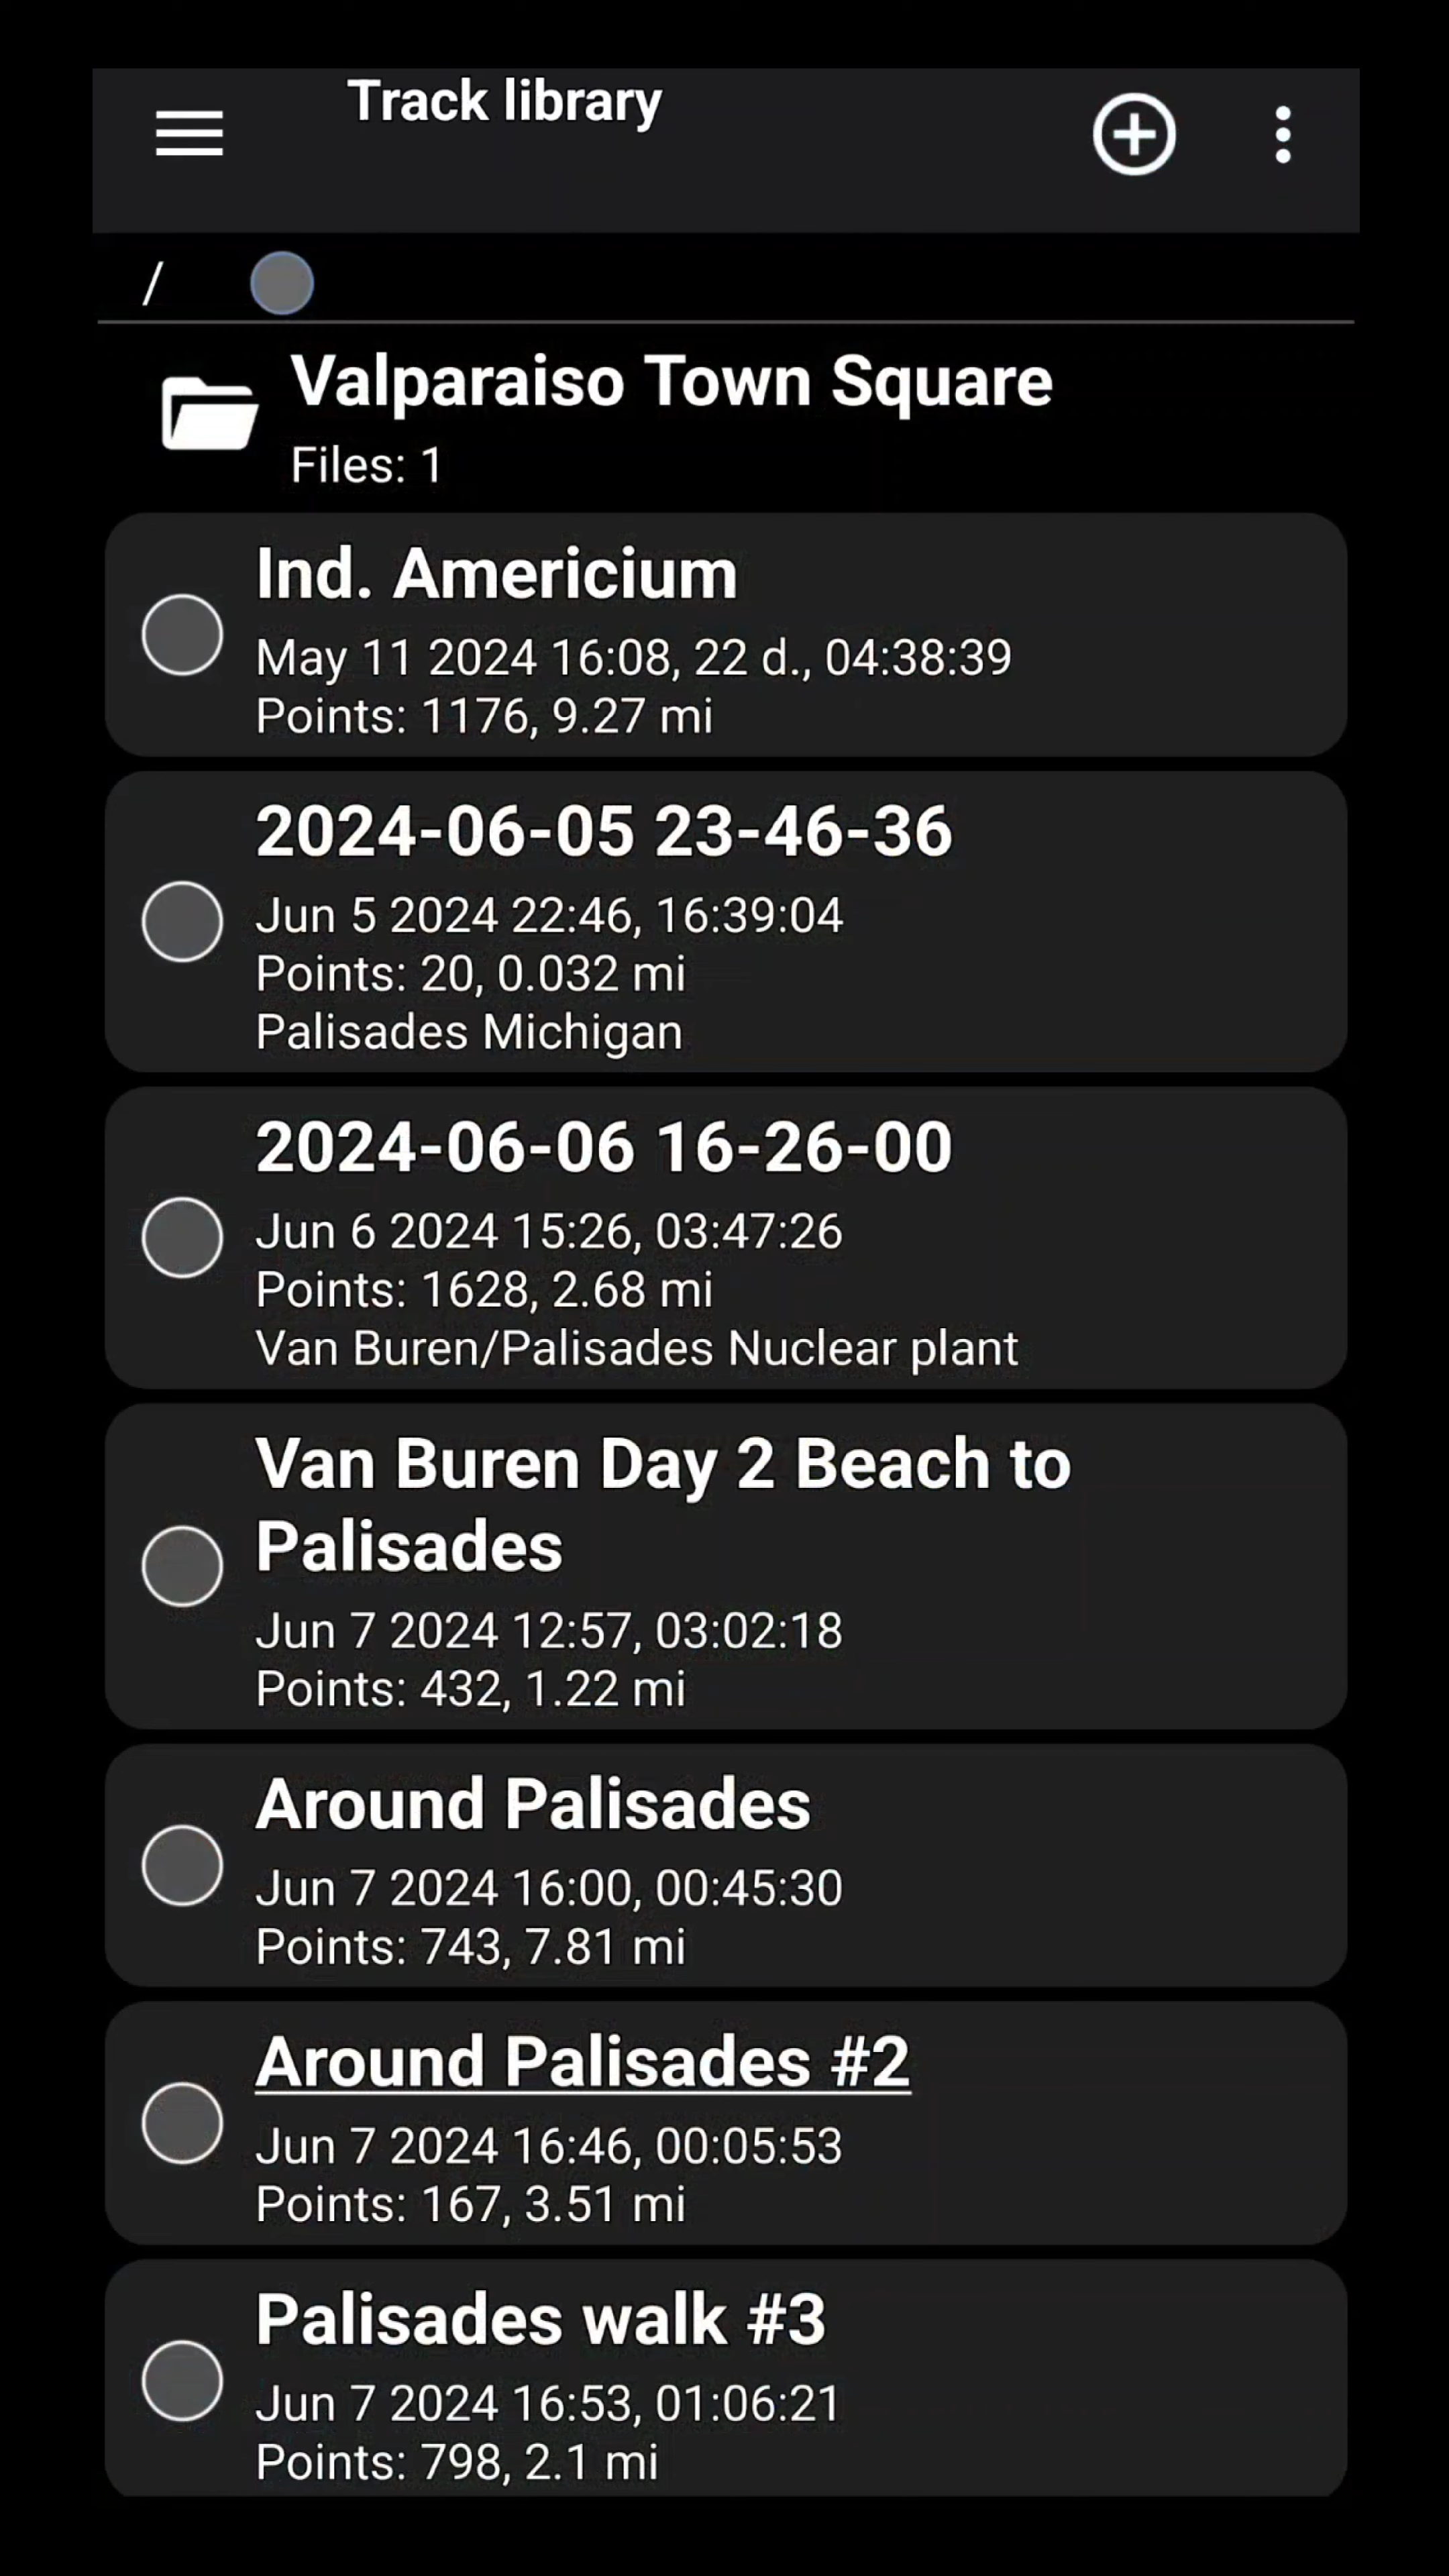 Track library
/
Valparaiso Town Square
Files: 1
Ind. Americium
May 11 2024 16:08, 22 d., 04:38:39
Points: 1176, 9.27 mi
2024-06-05 23-46-36
Jun 5 2024 22:46, 16:39:04
Points: 20, 0.032 mi
Palisades Michigan
2024-06-06 16-26-00
Jun 6 2024 15:26, 03:47:26
Points: 1628, 2.68 mi
Van Buren/Palisades Nuclear plant
Van Buren Day 2 Beach to
Palisades
Jun 7 2024 12:57, 03:02:18
Points: 432, 1.22 mi
Around Palisades
Jun 7 2024 16:00, 00:45:30
Points: 743, 7.81 mi
Around Palisades #2
Jun 7 2024 16:46, 00:05:53
Points: 167, 3.51 mi
Palisades walk #3
Jun 7 2024 16:53, 01:06:21
Points: 798, 2.1 mi